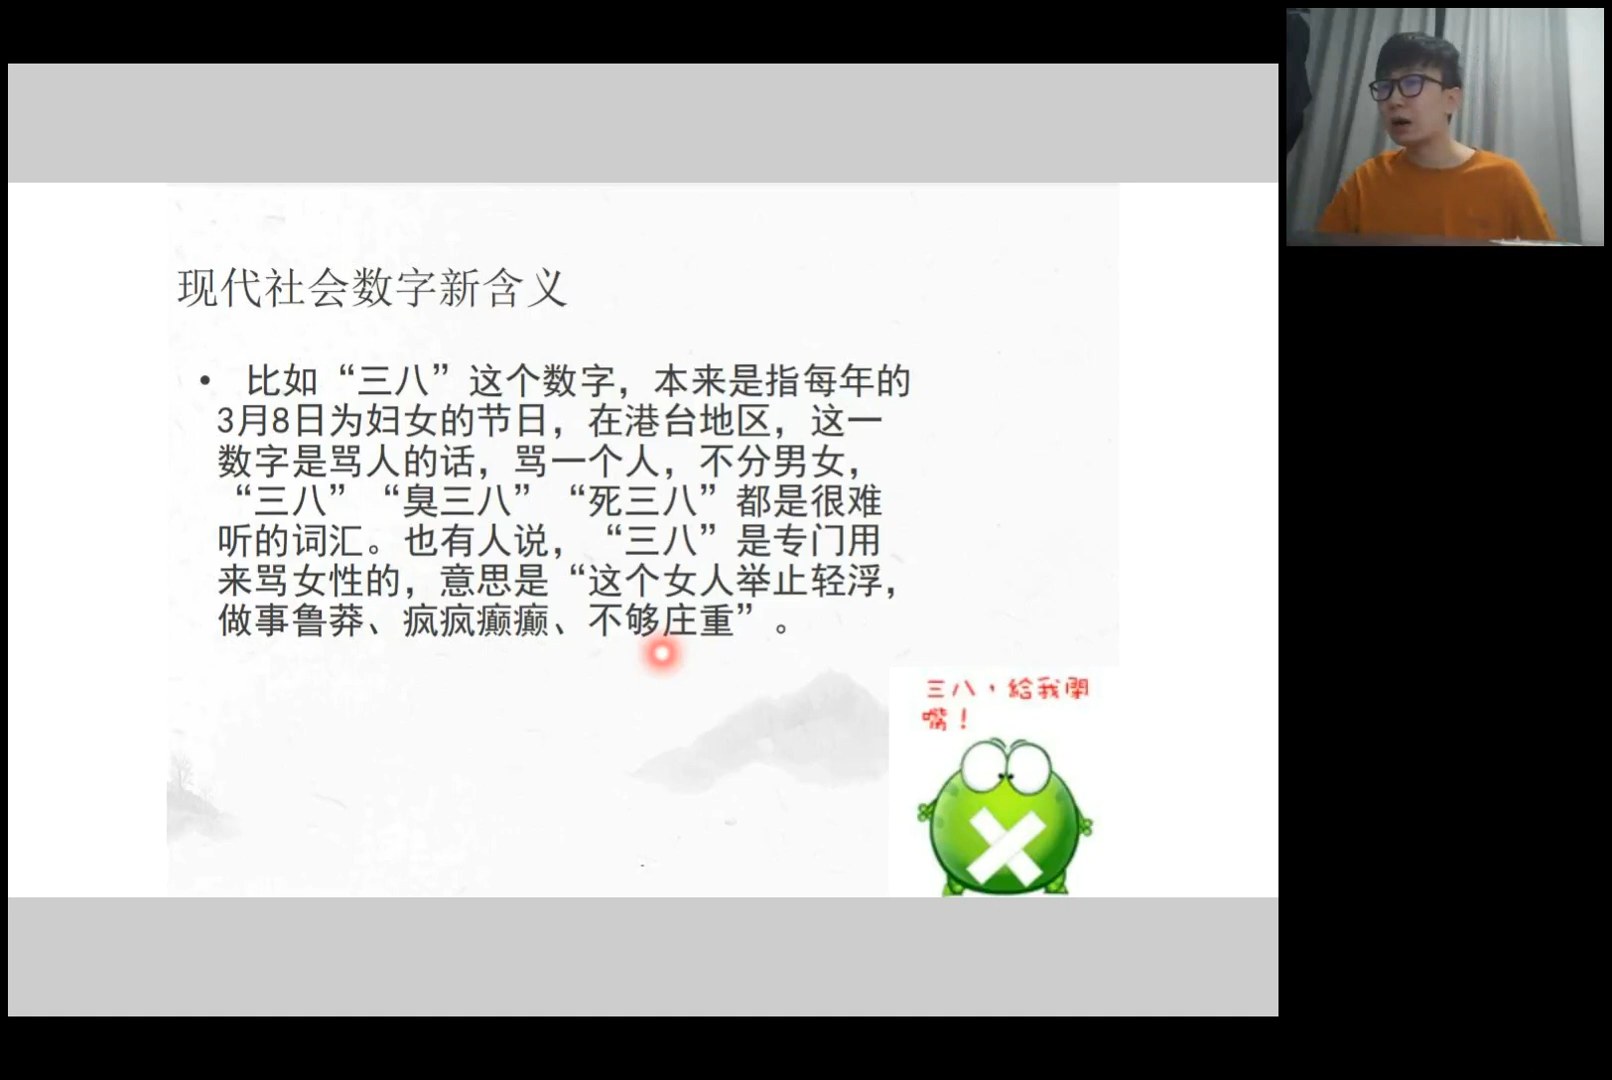 现代社会数字新含义
• 比如“三八”这个数字，本来是指每年的
3月8日为妇女的节日，在港台地区，这一
数字是骂人的话，骂一个人，不分男女，
“三八”“臭三八”“死三八”都是很难
听的词汇。也有人说，“三八”是专门用
来骂女性的，意思是“这个女人举止轻浮，
做事鲁莽、疯疯癫癫、不够庄重”。
三八，給我閉
嘴！